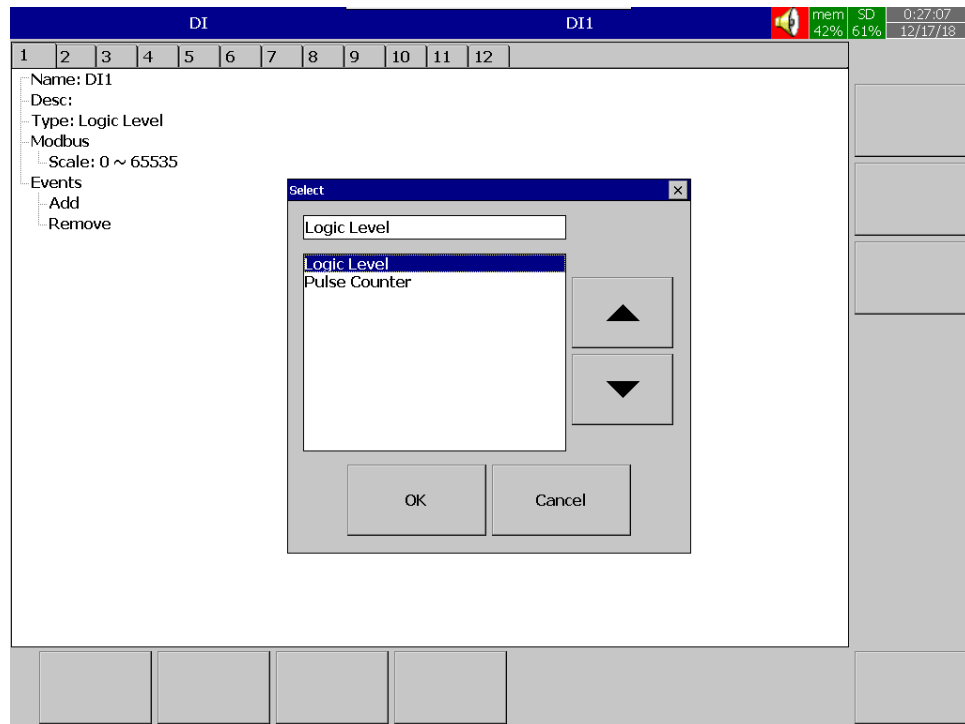 DI DI1 mem SD 0:27:07
42% 61% 12/17/18
1 2 3 4 5 6 7 8 9 10 11 12
Name: DI1
Desc:
Type: Logic Level
Modbus
Scale: 0 ~ 65535
Events
Add
Remove
Select
Logic Level
Logic Level
Pulse Counter
OK Cancel